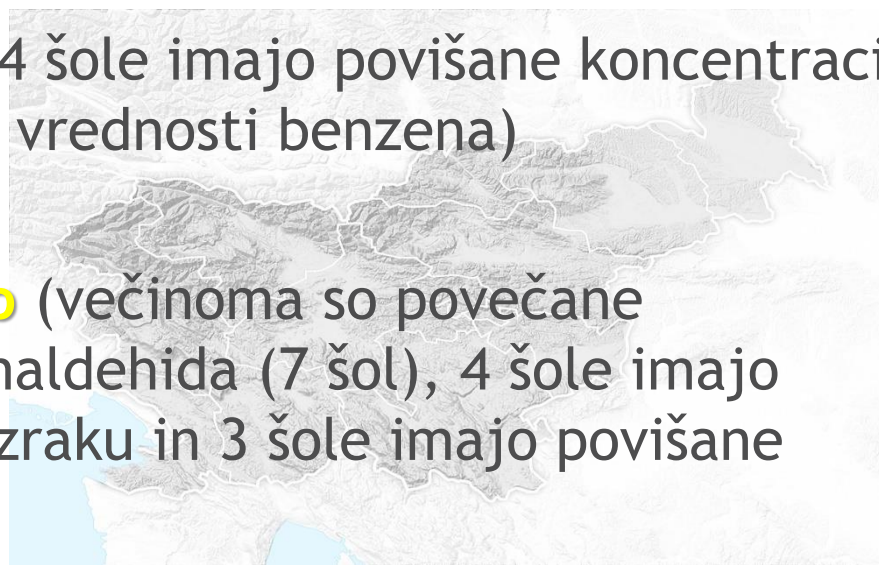 4 šole imajo povišane koncentraci
vrednosti benzena)
o (večinoma so povečane
naldehida (7 šol), 4 šole imajo
zraku in 3 šole imajo povišane